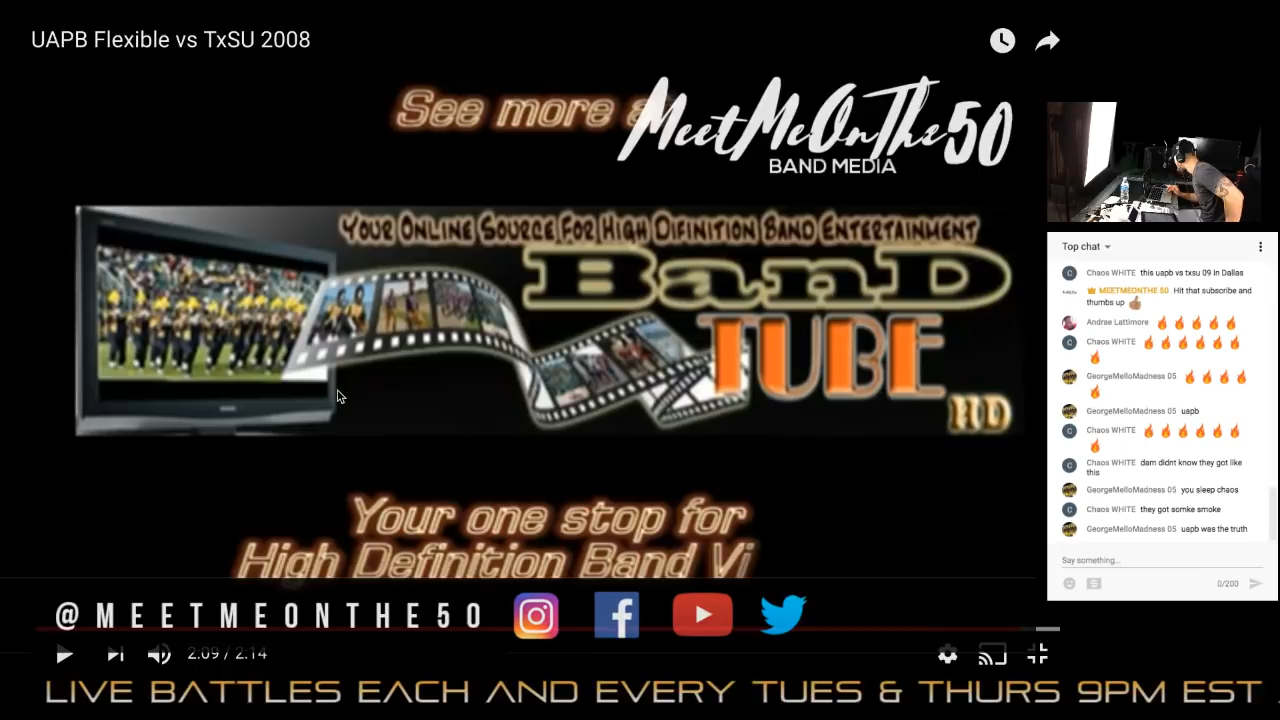 UAPB Flexible vs TxSU 2008
See more a
MeetMeOnThe50
BAND MEDIA
YOUR ONLINE SOURCE FOR HIGH DIFINITION BAND ENTERTAINMENT
BAND
TUBE
HD
Your one stop for
High Definition Band Vi
@MEETMEONTHE50
2:09 / 2:14
LIVE BATTLES EACH AND EVERY TUES & THURS 9PM EST
Top chat
C Chaos WHITE this uapb vs txsu 09 in Dallas
MEETMEONTHE 50 Hit that subscribe and
thumbs up 👍🏽
Andrae Lattimore 🔥🔥🔥🔥🔥
C Chaos WHITE 🔥🔥🔥🔥🔥🔥
🔥
GeorgeMelloMadness 05 🔥🔥🔥🔥
🔥
GeorgeMelloMadness 05 uapb
C Chaos WHITE 🔥🔥🔥🔥🔥🔥
🔥
C Chaos WHITE dam didnt know they got like
this
GeorgeMelloMadness 05 you sleep chaos
C Chaos WHITE they got somke smoke
GeorgeMelloMadness 05 uapb was the truth
Say something...
0/200